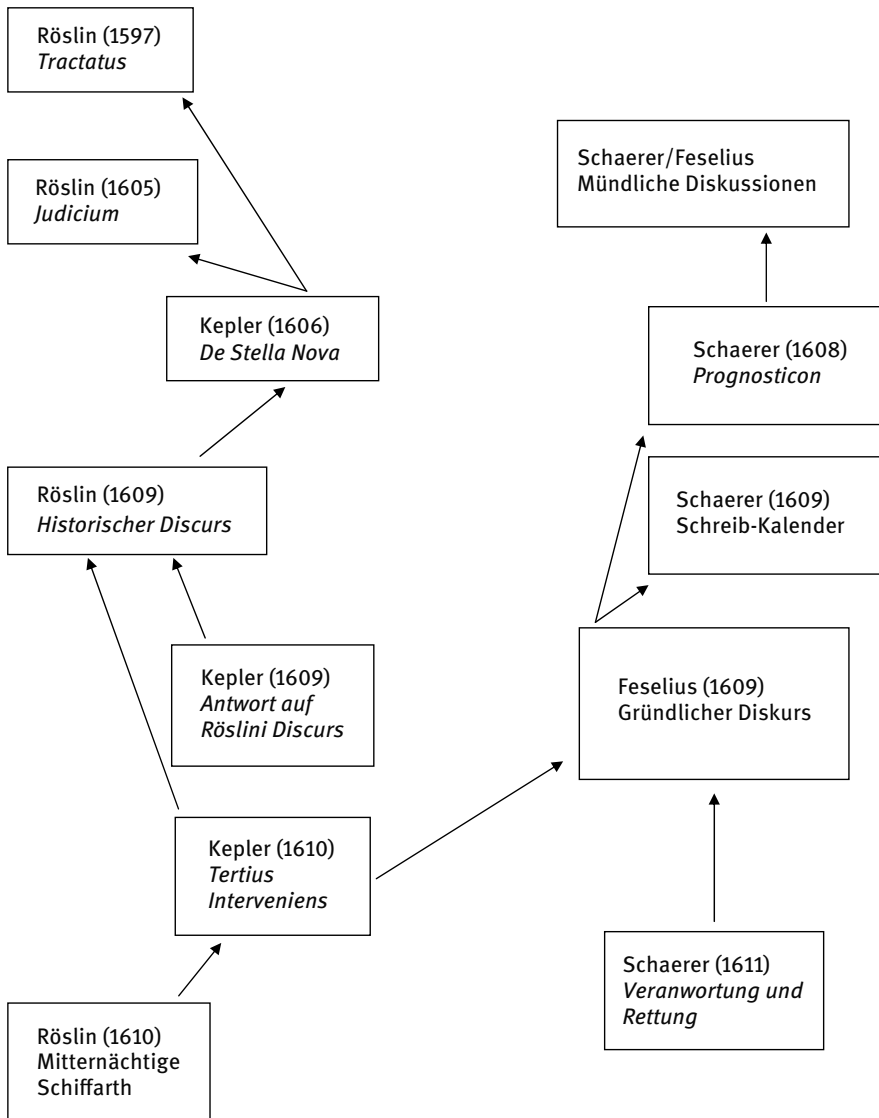 Röslin (1597)
Tractatus
Röslin (1605)
Judicium
Kepler (1606)
De Stella Nova
Röslin (1609)
Historischer Discurs
Kepler (1609)
Antwort auf
Röslini Discurs
Kepler (1610)
Tertius
Interveniens
Röslin (1610)
Mitternächtige
Schiffarth
Schaerer/Feselius
Mündliche Diskussionen
Schaerer (1608)
Prognosticon
Schaerer (1609)
Schreib-Kalender
Feselius (1609)
Gründlicher Diskurs
Schaerer (1611)
Veranwortung und
Rettung